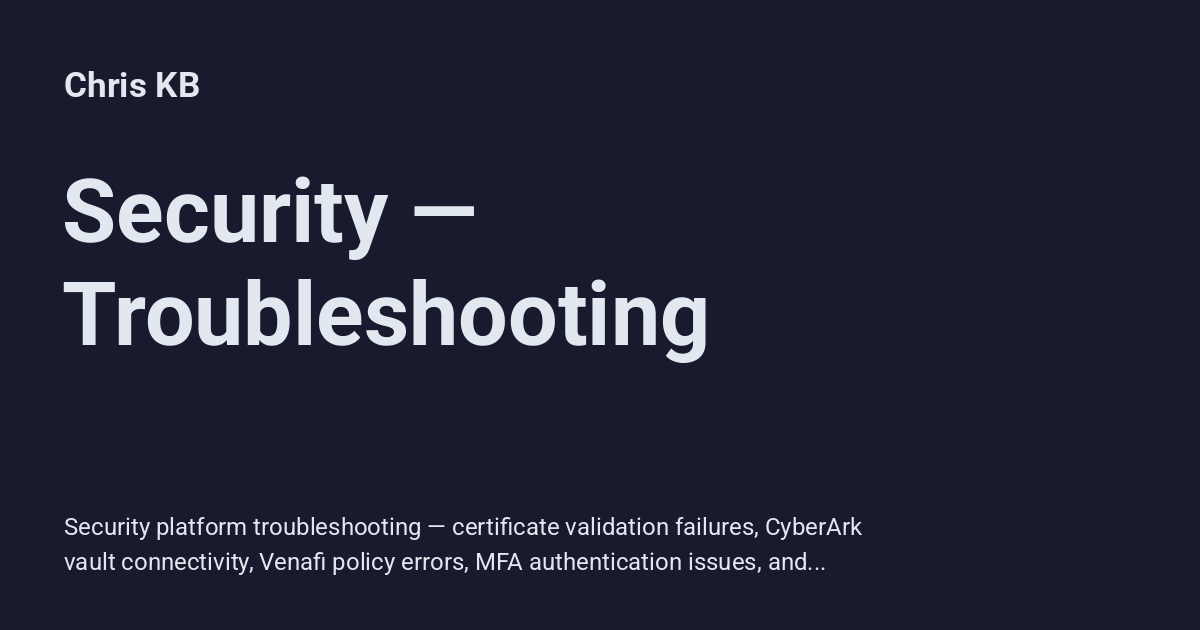 Chris KB
Security —
Troubleshooting
Security platform troubleshooting — certificate validation failures, CyberArk
vault connectivity, Venafi policy errors, MFA authentication issues, and...